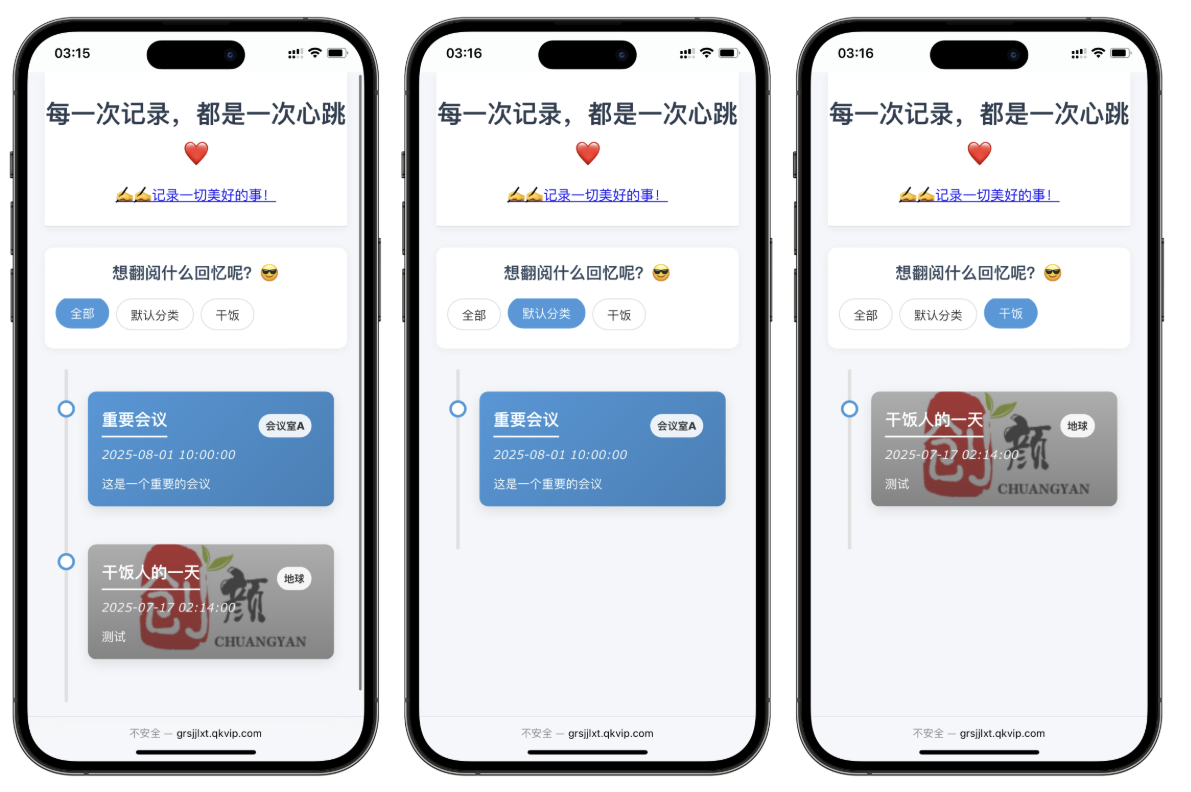 03:15
每一次记录，都是一次心跳
❤️
✍️✍️记录一切美好的事！
想翻阅什么回忆呢？😎
全部 默认分类 干饭
重要会议
会议室A
2025-08-01 10:00:00
这是一个重要的会议
干饭人的一天
地球
2025-07-17 02:14:00
测试
创
颜
CHUANGYAN
不安全 — grsjjlxt.qkvip.com
03:16
每一次记录，都是一次心跳
❤️
✍️✍️记录一切美好的事！
想翻阅什么回忆呢？😎
全部 默认分类 干饭
重要会议
会议室A
2025-08-01 10:00:00
这是一个重要的会议
不安全 — grsjjlxt.qkvip.com
03:16
每一次记录，都是一次心跳
❤️
✍️✍️记录一切美好的事！
想翻阅什么回忆呢？😎
全部 默认分类 干饭
干饭人的一天
地球
2025-07-17 02:14:00
测试
创
颜
CHUANGYAN
不安全 — grsjjlxt.qkvip.com